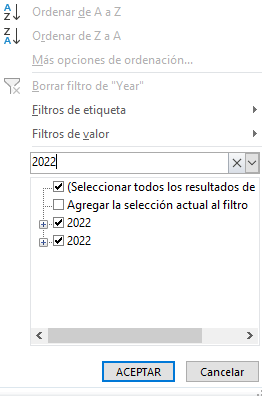 Ordenar de A a Z
Ordenar de Z a A
Más opciones de ordenación...
Borrar filtro de "Year"
Filtros de etiqueta
Filtros de valor
2022
(Seleccionar todos los resultados de
Agregar la selección actual al filtro
2022
2022
ACEPTAR Cancelar